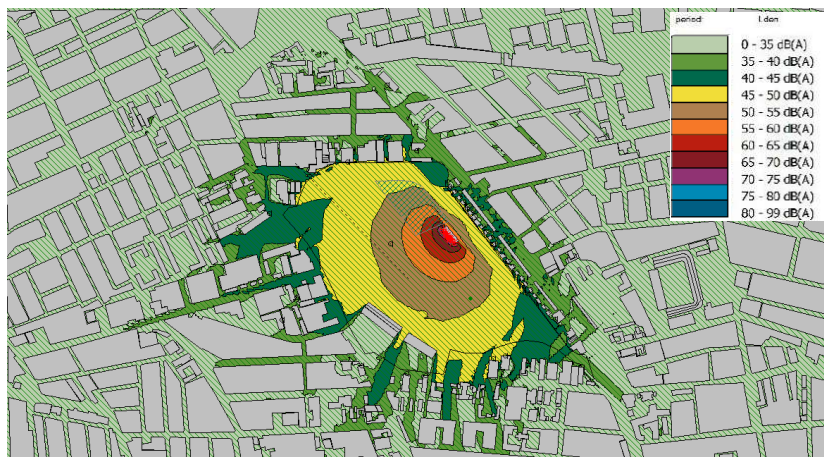 period: Lden
0 - 35 dB(A)
35 - 40 dB(A)
40 - 45 dB(A)
45 - 50 dB(A)
50 - 55 dB(A)
55 - 60 dB(A)
60 - 65 dB(A)
65 - 70 dB(A)
70 - 75 dB(A)
75 - 80 dB(A)
80 - 99 dB(A)